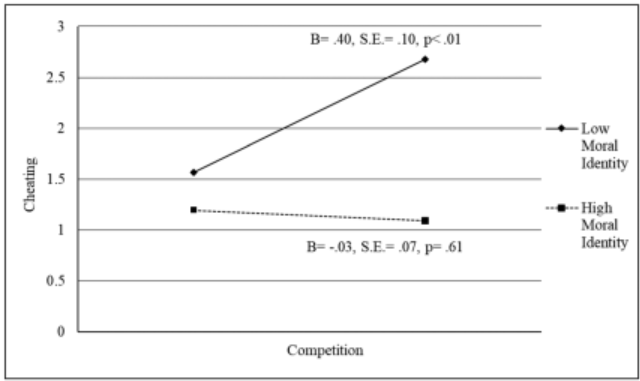 3
B= .40, S.E.= .10, p< .01
2.5
2
Low
Moral
Identity
Cheating
1.5
High
Moral
Identity
1
B= -.03, S.E.= .07, p= .61
0.5
0
Competition